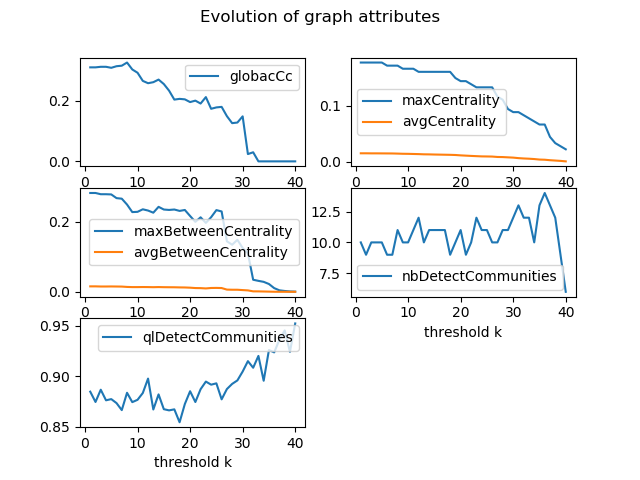 Evolution of graph attributes
0.2
0.0
globacCc
0 10 20 30 40
0.1
0.0
maxCentrality
avgCentrality
0 10 20 30 40
0.2
0.0
maxBetweenCentrality
avgBetweenCentrality
0 10 20 30 40
12.5
10.0
7.5
nbDetectCommunities
0 10 20 30 40
threshold k
0.95
0.90
0.85
qlDetectCommunities
0 10 20 30 40
threshold k